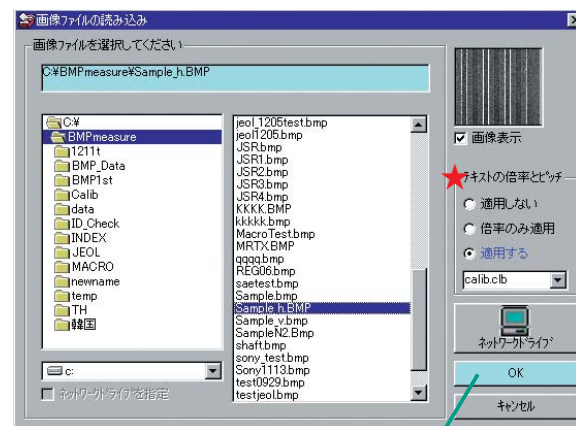 画像ファイルの読み込み
画像ファイルを選択してください
C:¥BMPmeasure¥Sample_h.BMP
C:¥
BMPmeasure
1211t
BMP_Data
BMP1st
Calib
data
ID_Check
INDEX
JEOL
MACRO
newname
temp
TH
韓国
c:
ネットワークドライブを指定
jeol_1205test.bmp
jeol1205.bmp
JSR.bmp
JSR1.bmp
JSR2.bmp
JSR3.bmp
JSR4.bmp
KKKK.BMP
kkkkk.bmp
MacroTest.bmp
MRTX.BMP
qqqq.bmp
REG06.bmp
saetest.bmp
Sample.bmp
Sample_h.BMP
Sample_v.bmp
SampleN2.Bmp
shaft.bmp
sony_test.bmp
Sony1113.bmp
test0929.bmp
testjeol.bmp
画像表示
テキストの倍率とピッチ
適用しない
倍率のみ適用
適用する
calib.clb
ネットワークドライブ
OK
キャンセル